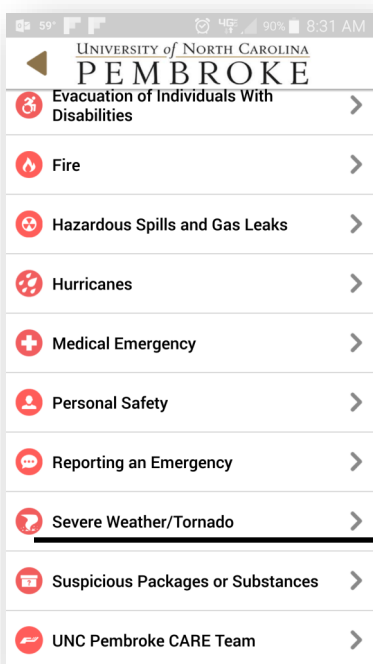 59° 4G 90% 8:31 AM
UNIVERSITY of NORTH CAROLINA
PEMBROKE
Evacuation of Individuals With
Disabilities
Fire
Hazardous Spills and Gas Leaks
Hurricanes
Medical Emergency
Personal Safety
Reporting an Emergency
Severe Weather/Tornado
Suspicious Packages or Substances
UNC Pembroke CARE Team